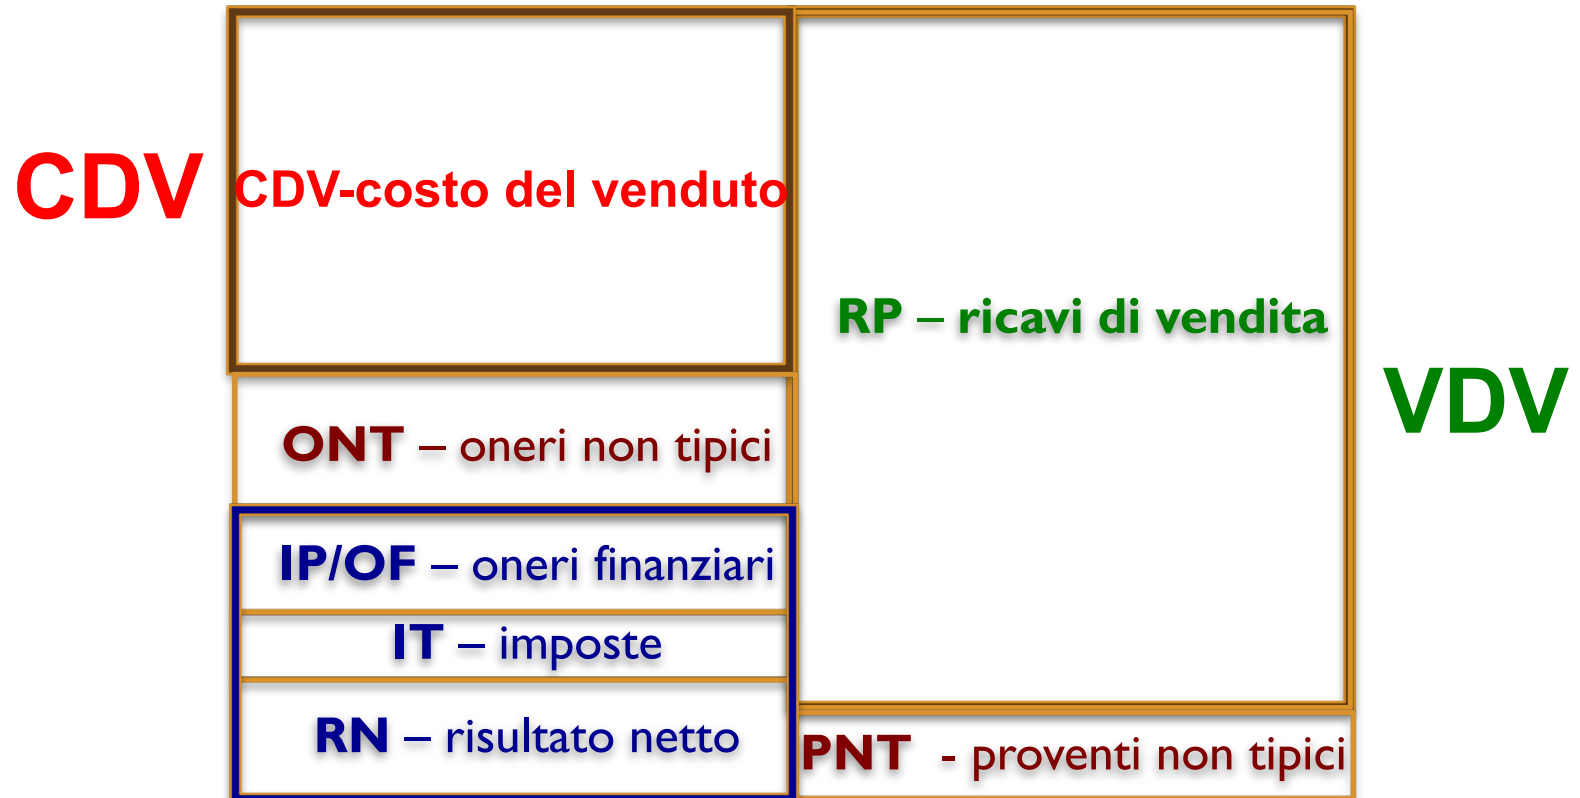 CDV
CDV-costo del venduto
ONT – oneri non tipici
IP/OF – oneri finanziari
IT – imposte
RN – risultato netto
RP – ricavi di vendita
PNT - proventi non tipici
VDV